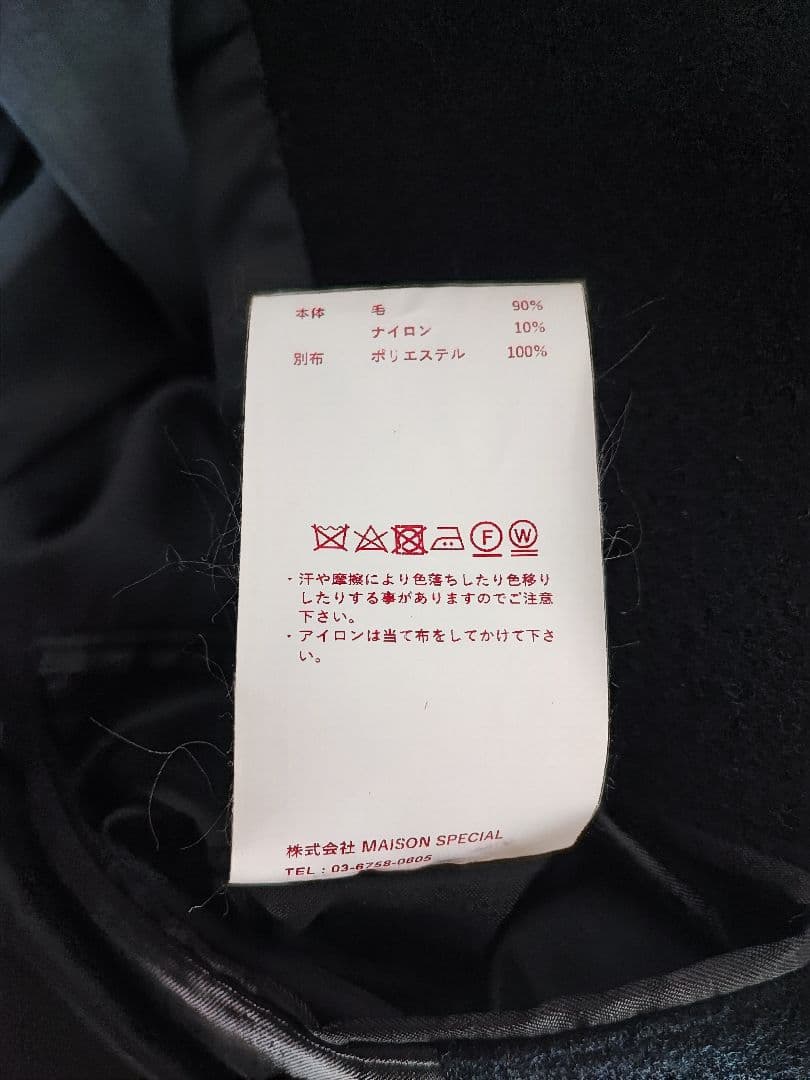 本体 毛 90%
ナイロン 10%
別布 ポリエステル 100%
F W
・汗や摩擦により色落ちしたり色移り
したりする事がありますのでご注意
下さい。
・アイロンは当て布をしてかけて下さ
い。
株式会社 MAISON SPECIAL
TEL : 03-6758-0605